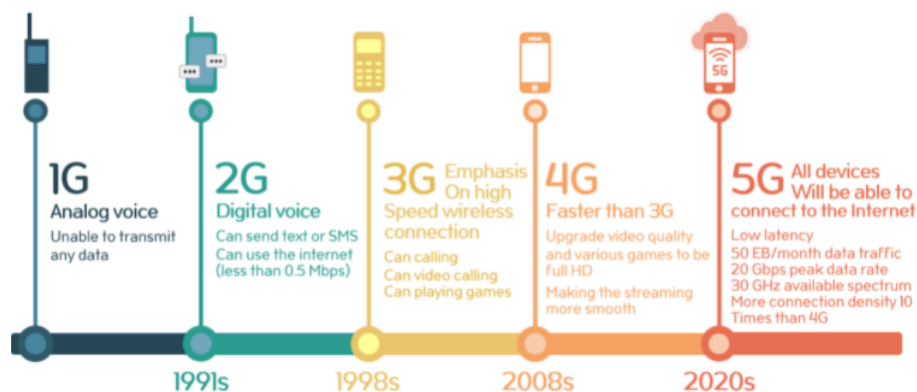 5G
1G
Analog voice
Unable to transmit
any data
2G
Digital voice
Can send text or SMS
Can use the internet
(less than 0.5 Mbps)
3G Emphasis
On high
Speed wireless
connection
Can calling
Can video calling
Can playing games
4G
Faster than 3G
Upgrade video quality
and various games to be
full HD
Making the streaming
more smooth
5G All devices
Will be able to
connect to the Internet
Low latency
50 EB/month data traffic
20 Gbps peak data rate
30 GHz available spectrum
More connection density 10
Times than 4G
1991s
1998s
2008s
2020s